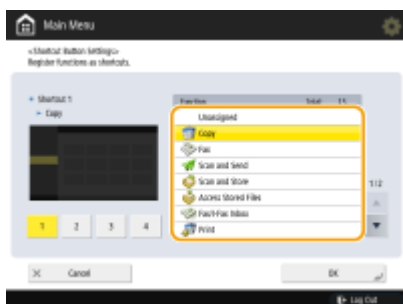 Main Menu
<Shortcut Button Settings>
Register functions as shortcuts.
Shortcut 1
Copy
Function Total: 15
Unassigned
Copy
Fax
Scan and Send
Scan and Store
Access Stored Files
Fax/I-Fax Inbox
Print
1/2
1 2 3 4
Cancel
OK
Log Out